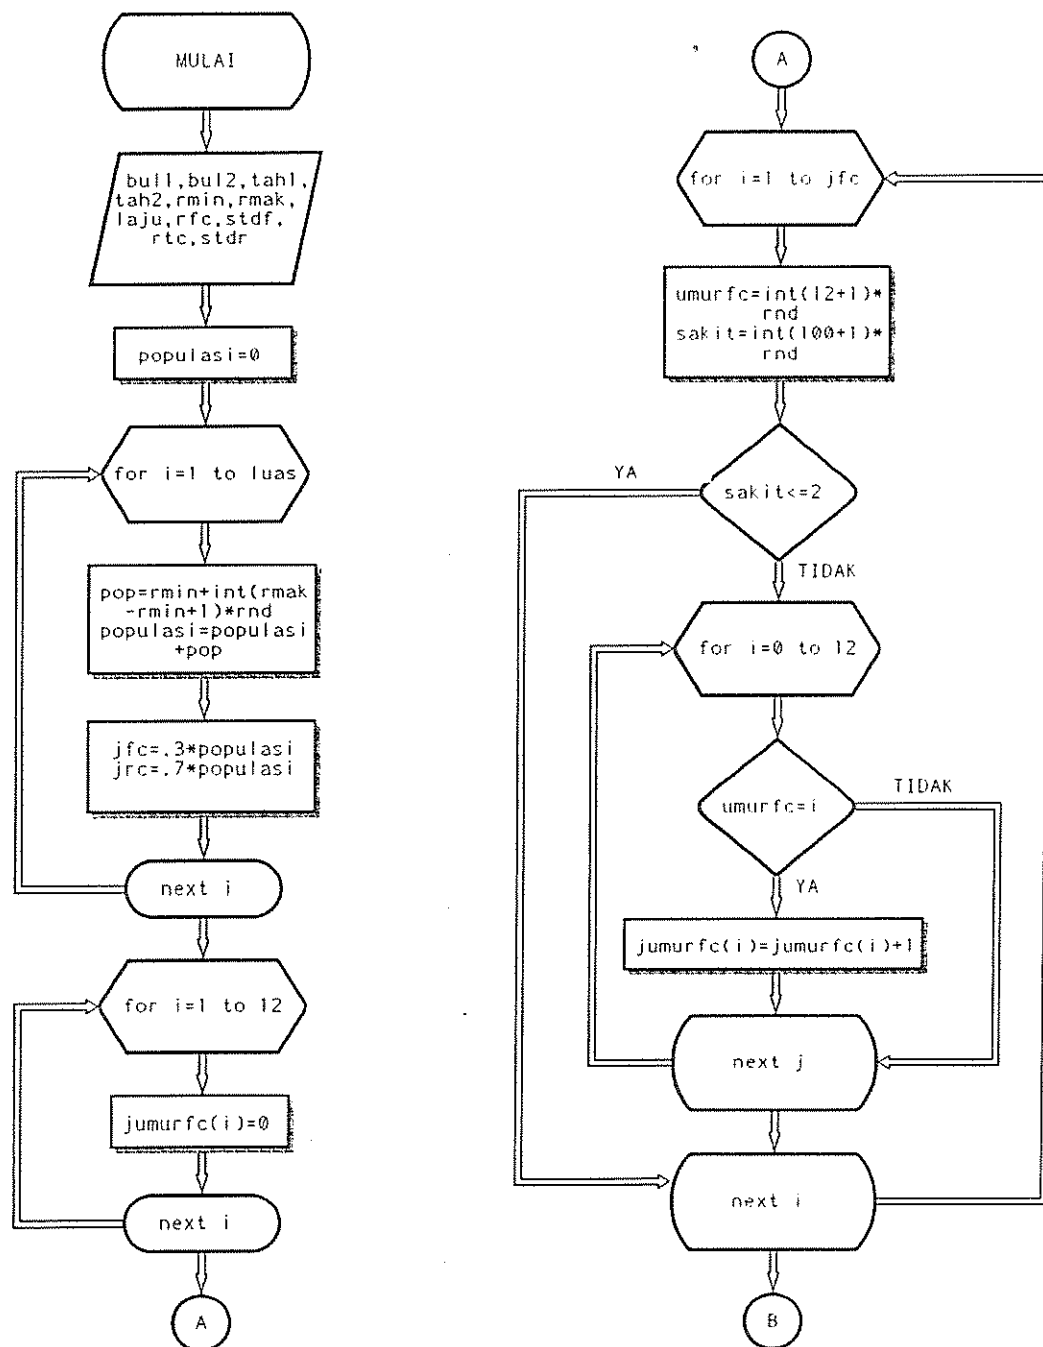 MULAI
bul1,bul2,tah1,
tah2,rmin,rmak,
laju,rfc,stdf,
rtc,stdr
populasi=0
for i=1 to luas
pop=rmin+int(rmak
-rmin+1)*rnd
populasi=populasi
+pop
jfc=.3*populasi
jrc=.7*populasi
next i
for i=1 to 12
jumurfc(i)=0
next i
A
A
for i=1 to jfc
umurfc=int(12+1)*
rnd
sakit=int(100+1)*
rnd
YA
sakit<=2
TIDAK
for i=0 to 12
umurfc=i
TIDAK
YA
jumurfc(i)=jumurfc(i)+1
next j
next i
B